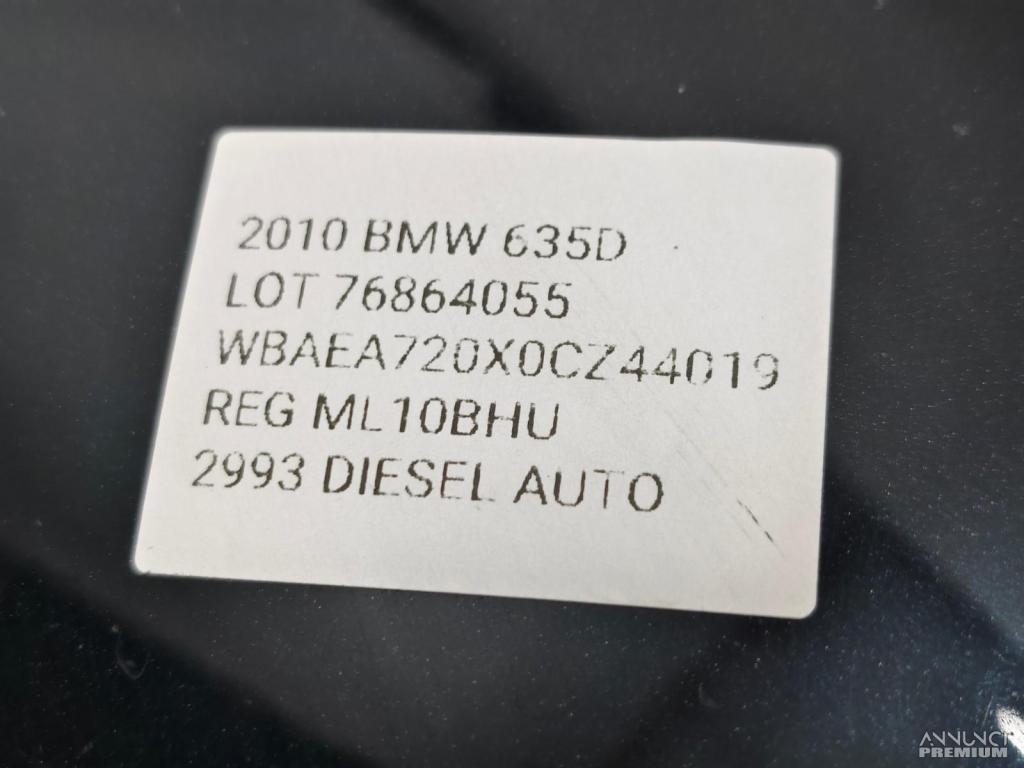 2010 BMW 635D
LOT 76864055
WBAEA720X0CZ44019
REG ML10BHU
2993 DIESEL AUTO
ANNUNCI
PREMIUM